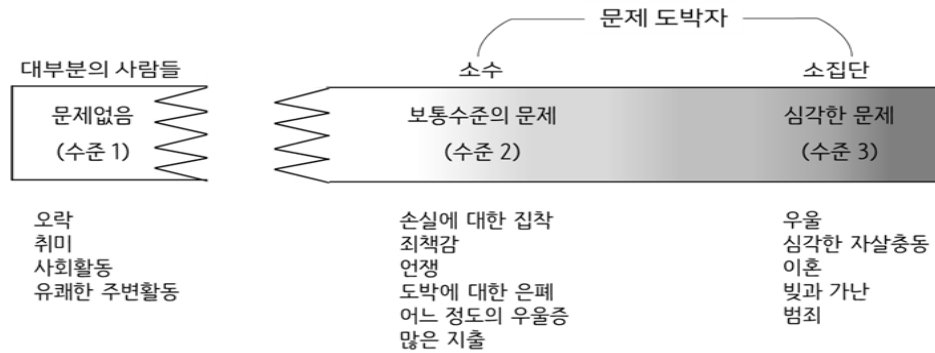 문제 도박자
대부분의 사람들
소수
소집단
문제없음
(수준 1)
보통수준의 문제
(수준 2)
심각한 문제
(수준 3)
오락
취미
사회활동
유쾌한 주변활동
손실에 대한 집착
죄책감
언쟁
도박에 대한 은폐
어느 정도의 우울증
많은 지출
우울
심각한 자살충동
이혼
빚과 가난
범죄